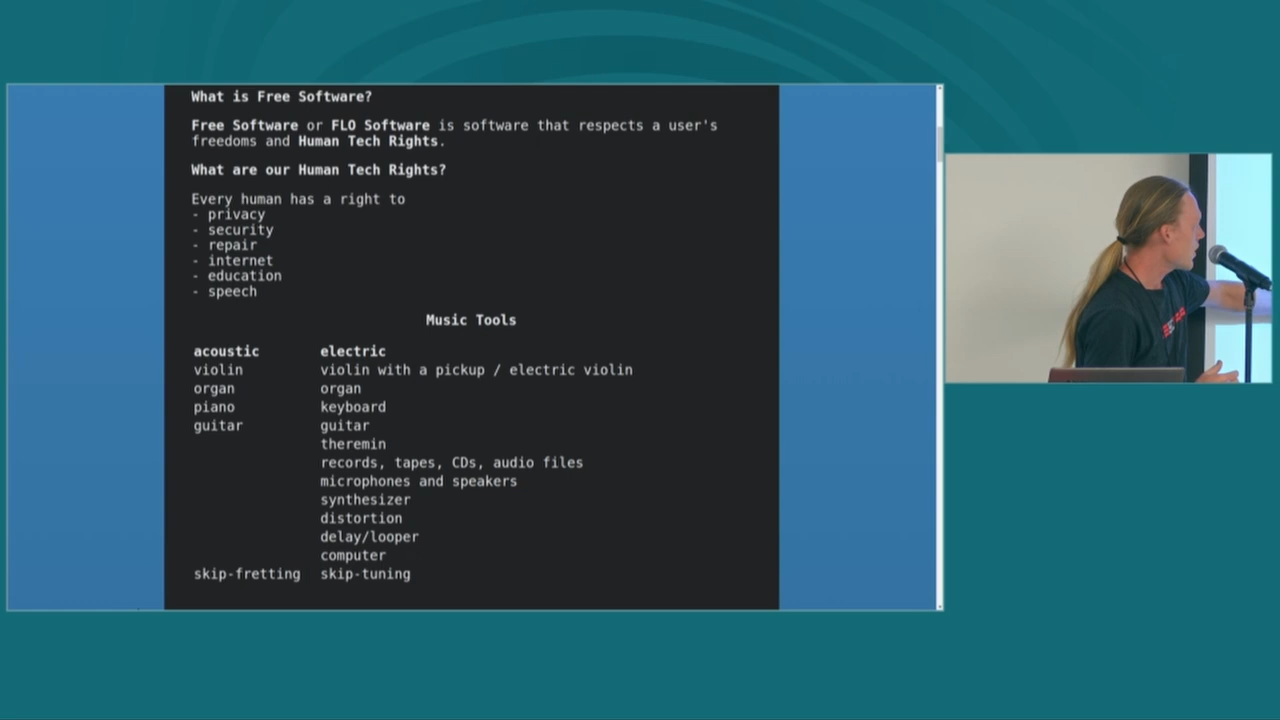 What is Free Software?
Free Software or FLO Software is software that respects a user's
freedoms and Human Tech Rights.
What are our Human Tech Rights?
Every human has a right to
- privacy
- security
- repair
- internet
- education
- speech
Music Tools
acoustic electric
violin violin with a pickup / electric violin
organ organ
piano keyboard
guitar guitar
theremin
records, tapes, CDs, audio files
microphones and speakers
synthesizer
distortion
delay/looper
computer
skip-fretting skip-tuning